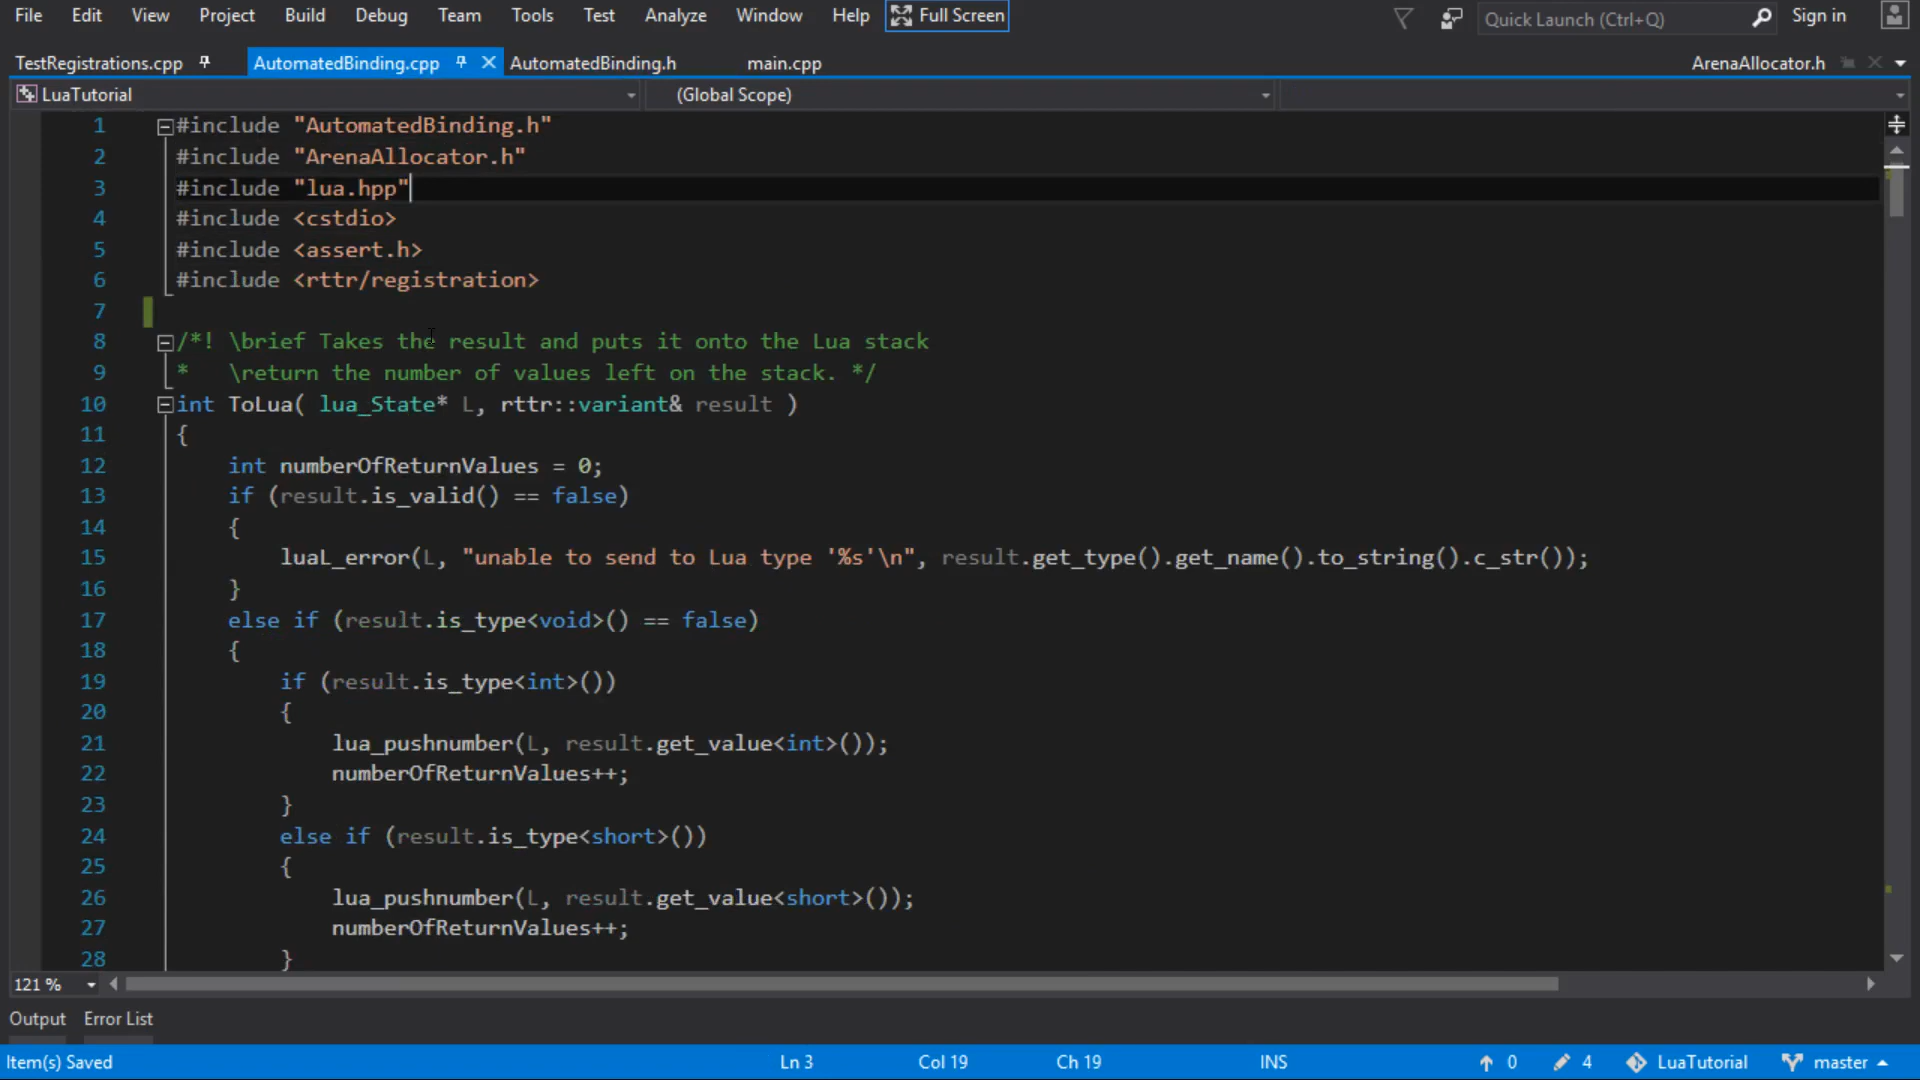 File Edit View Project Build Debug Team Tools Test Analyze Window Help Full Screen Quick Launch (Ctrl+Q) Sign in
TestRegistrations.cpp AutomatedBinding.cpp AutomatedBinding.h main.cpp ArenaAllocator.h
LuaTutorial (Global Scope)
1 #include "AutomatedBinding.h"
2 #include "ArenaAllocator.h"
3 #include "lua.hpp"
4 #include <cstdio>
5 #include <assert.h>
6 #include <rttr/registration>
7
8 /*! \brief Takes the result and puts it onto the Lua stack
9 * \return the number of values left on the stack. */
10 int ToLua( lua_State* L, rttr::variant& result )
11 {
12 int numberOfReturnValues = 0;
13 if (result.is_valid() == false)
14 {
15 luaL_error(L, "unable to send to Lua type '%s'\n", result.get_type().get_name().to_string().c_str());
16 }
17 else if (result.is_type<void>() == false)
18 {
19 if (result.is_type<int>())
20 {
21 lua_pushnumber(L, result.get_value<int>());
22 numberOfReturnValues++;
23 }
24 else if (result.is_type<short>())
25 {
26 lua_pushnumber(L, result.get_value<short>());
27 numberOfReturnValues++;
28 }
121 %
Output Error List
Item(s) Saved Ln 3 Col 19 Ch 19 INS 0 4 LuaTutorial master